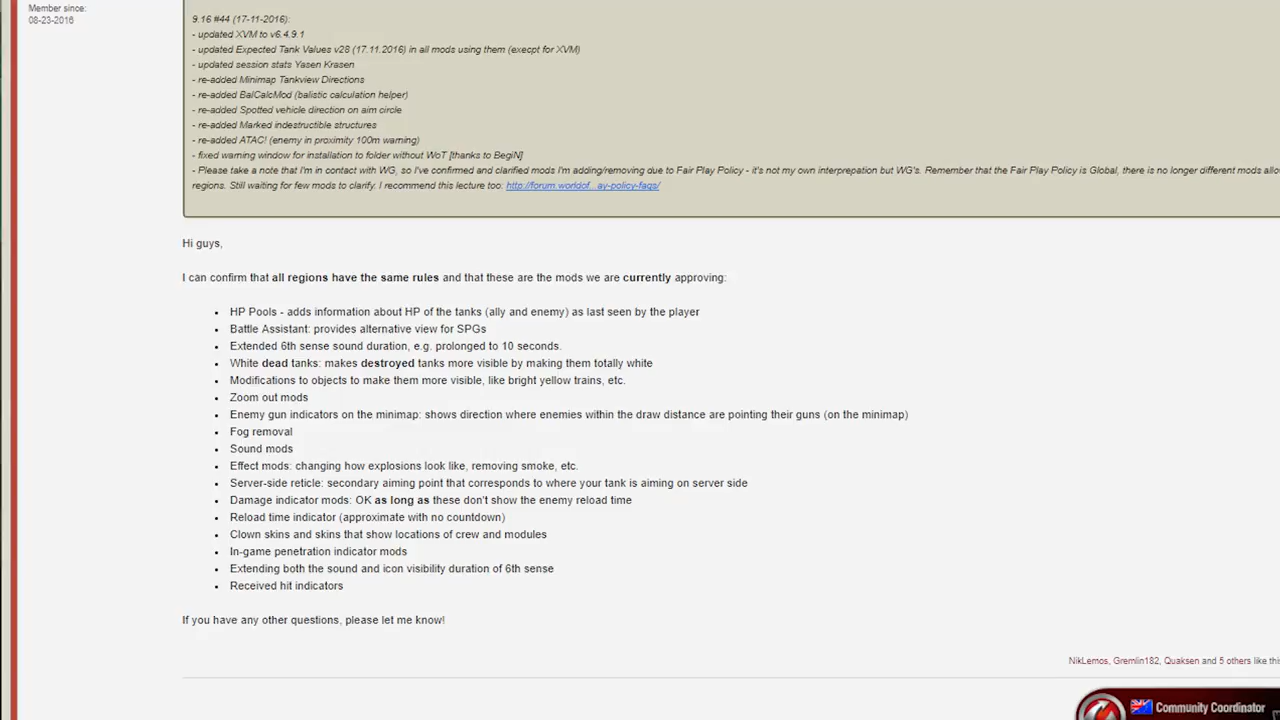 Member since:
08-23-2016
9.16 #44 (17-11-2016):
- updated XVM to v6.4.9.1
- updated Expected Tank Values v28 (17.11.2016) in all mods using them (execpt for XVM)
- updated session stats Yasen Krasen
- re-added Minimap Tankview Directions
- re-added BalCalcMod (balistic calculation helper)
- re-added Spotted vehicle direction on aim circle
- re-added Marked indestructible structures
- re-added ATAC! (enemy in proximity 100m warning)
- fixed warning window for installation to folder without WoT [thanks to BegiN]
- Please take a note that I'm in contact with WG, so I've confirmed and clarified mods I'm adding/removing due to Fair Play Policy - it's not my own interprepation but WG's. Remember that the Fair Play Policy is Global, there is no longer different mods allo
regions. Still waiting for few mods to clarify. I recommend this lecture too: http://forum.worldof...ay-policy-faqs/
Hi guys,
I can confirm that all regions have the same rules and that these are the mods we are currently approving:
• HP Pools - adds information about HP of the tanks (ally and enemy) as last seen by the player
• Battle Assistant: provides alternative view for SPGs
• Extended 6th sense sound duration, e.g. prolonged to 10 seconds.
• White dead tanks: makes destroyed tanks more visible by making them totally white
• Modifications to objects to make them more visible, like bright yellow trains, etc.
• Zoom out mods
• Enemy gun indicators on the minimap: shows direction where enemies within the draw distance are pointing their guns (on the minimap)
• Fog removal
• Sound mods
• Effect mods: changing how explosions look like, removing smoke, etc.
• Server-side reticle: secondary aiming point that corresponds to where your tank is aiming on server side
• Damage indicator mods: OK as long as these don't show the enemy reload time
• Reload time indicator (approximate with no countdown)
• Clown skins and skins that show locations of crew and modules
• In-game penetration indicator mods
• Extending both the sound and icon visibility duration of 6th sense
• Received hit indicators
If you have any other questions, please let me know!
NikLemos, Gremlin182, Quaksen and 5 others like this
Community Coordinator